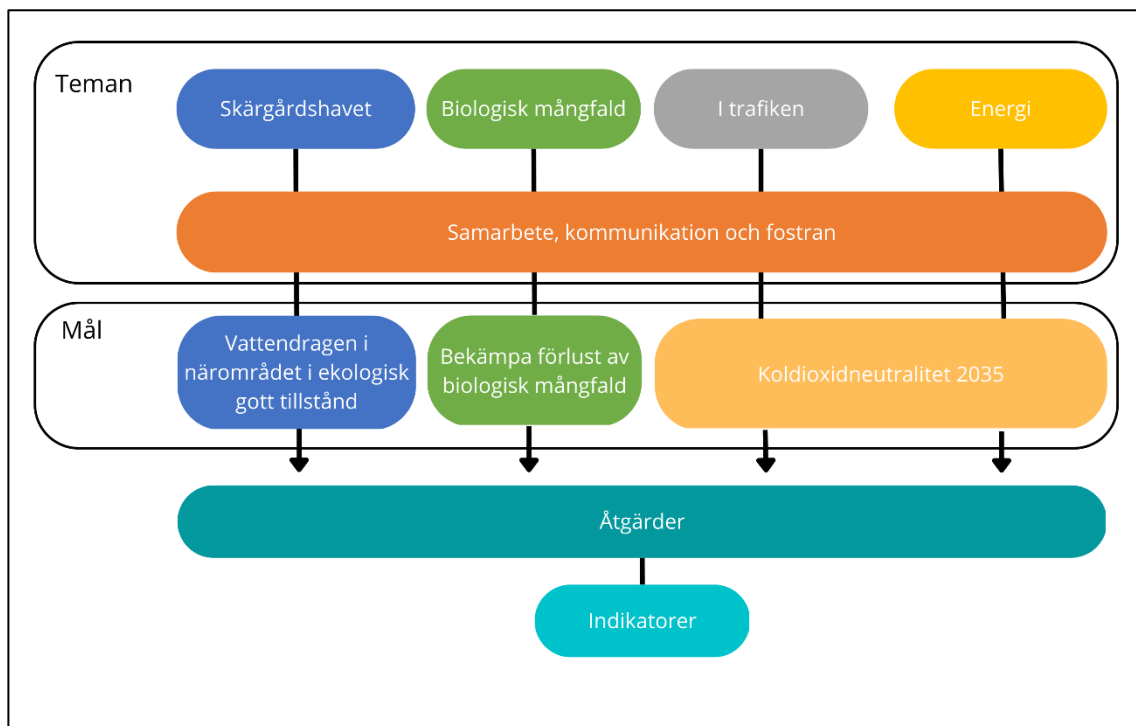 Teman
Skärgårdshavet
Biologisk mångfald
I trafiken
Energi
Samarbete, kommunikation och fostran
Mål
Vattendragen i
närområdet i ekologisk
gott tillstånd
Bekämpa förlust av
biologisk mångfald
Koldioxidneutralitet 2035
Åtgärder
Indikatorer